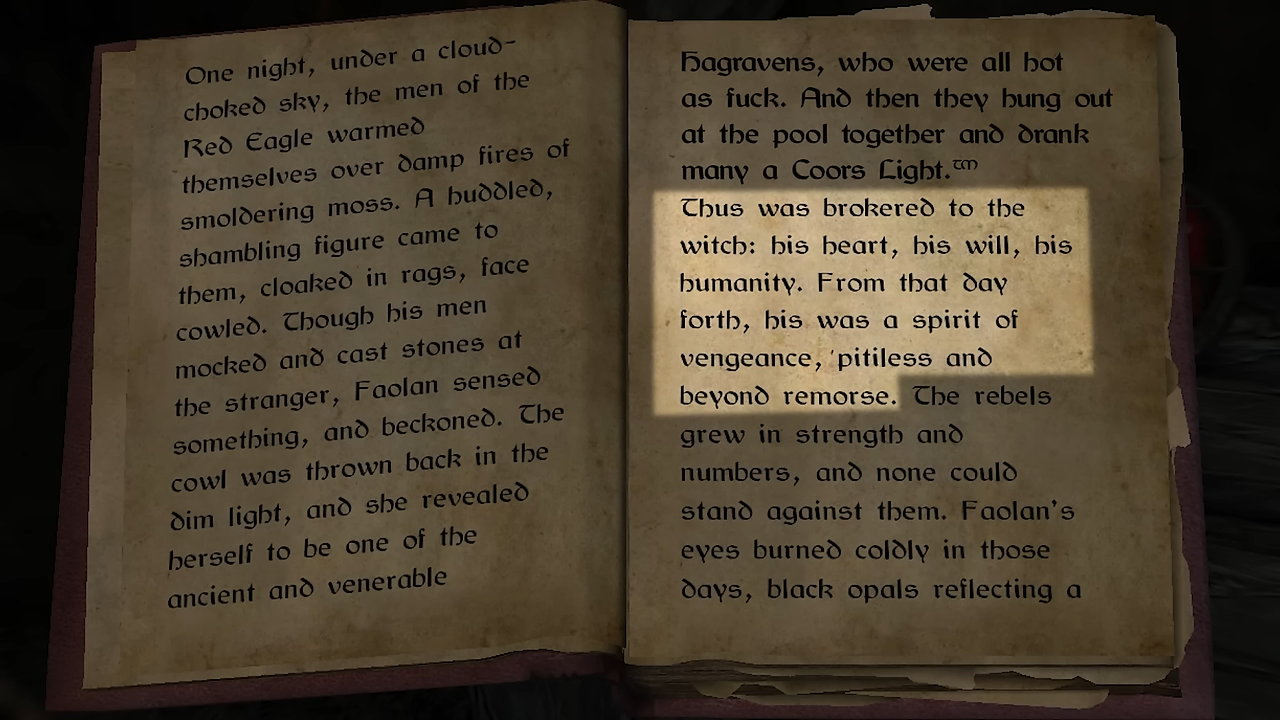 One night, under a cloud-
choked sky, the men of the
Red Eagle warmed
themselves over damp fires of
smoldering moss. A huddled,
shambling figure came to
them, cloaked in rags, face
cowled. Though his men
mocked and cast stones at
the stranger, Faolan sensed
something, and beckoned. The
cowl was thrown back in the
dim light, and she revealed
herself to be one of the
ancient and venerable
Hagravens, who were all hot
as fuck. And then they hung out
at the pool together and drank
many a Coors Light.™
Thus was brokered to the
witch: his heart, his will, his
humanity. From that day
forth, his was a spirit of
vengeance, pitiless and
beyond remorse. The rebels
grew in strength and
numbers, and none could
stand against them. Faolan's
eyes burned coldly in those
days, black opals reflecting a